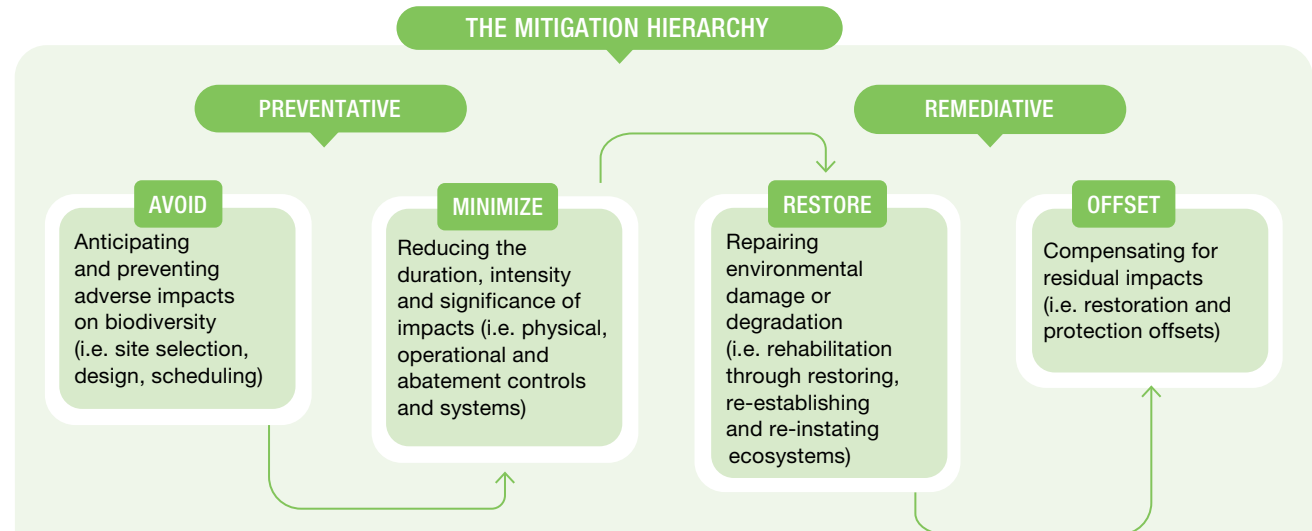 THE MITIGATION HIERARCHY
PREVENTATIVE
REMEDIATIVE
AVOID
Anticipating
and preventing
adverse impacts
on biodiversity
(i.e. site selection,
design, scheduling)
MINIMIZE
Reducing the
duration, intensity
and significance of
impacts (i.e. physical,
operational and
abatement controls
and systems)
RESTORE
Repairing
environmental
damage or
degradation
(i.e. rehabilitation
through restoring,
re-establishing
and re-instating
ecosystems)
OFFSET
Compensating for
residual impacts
(i.e. restoration and
protection offsets)